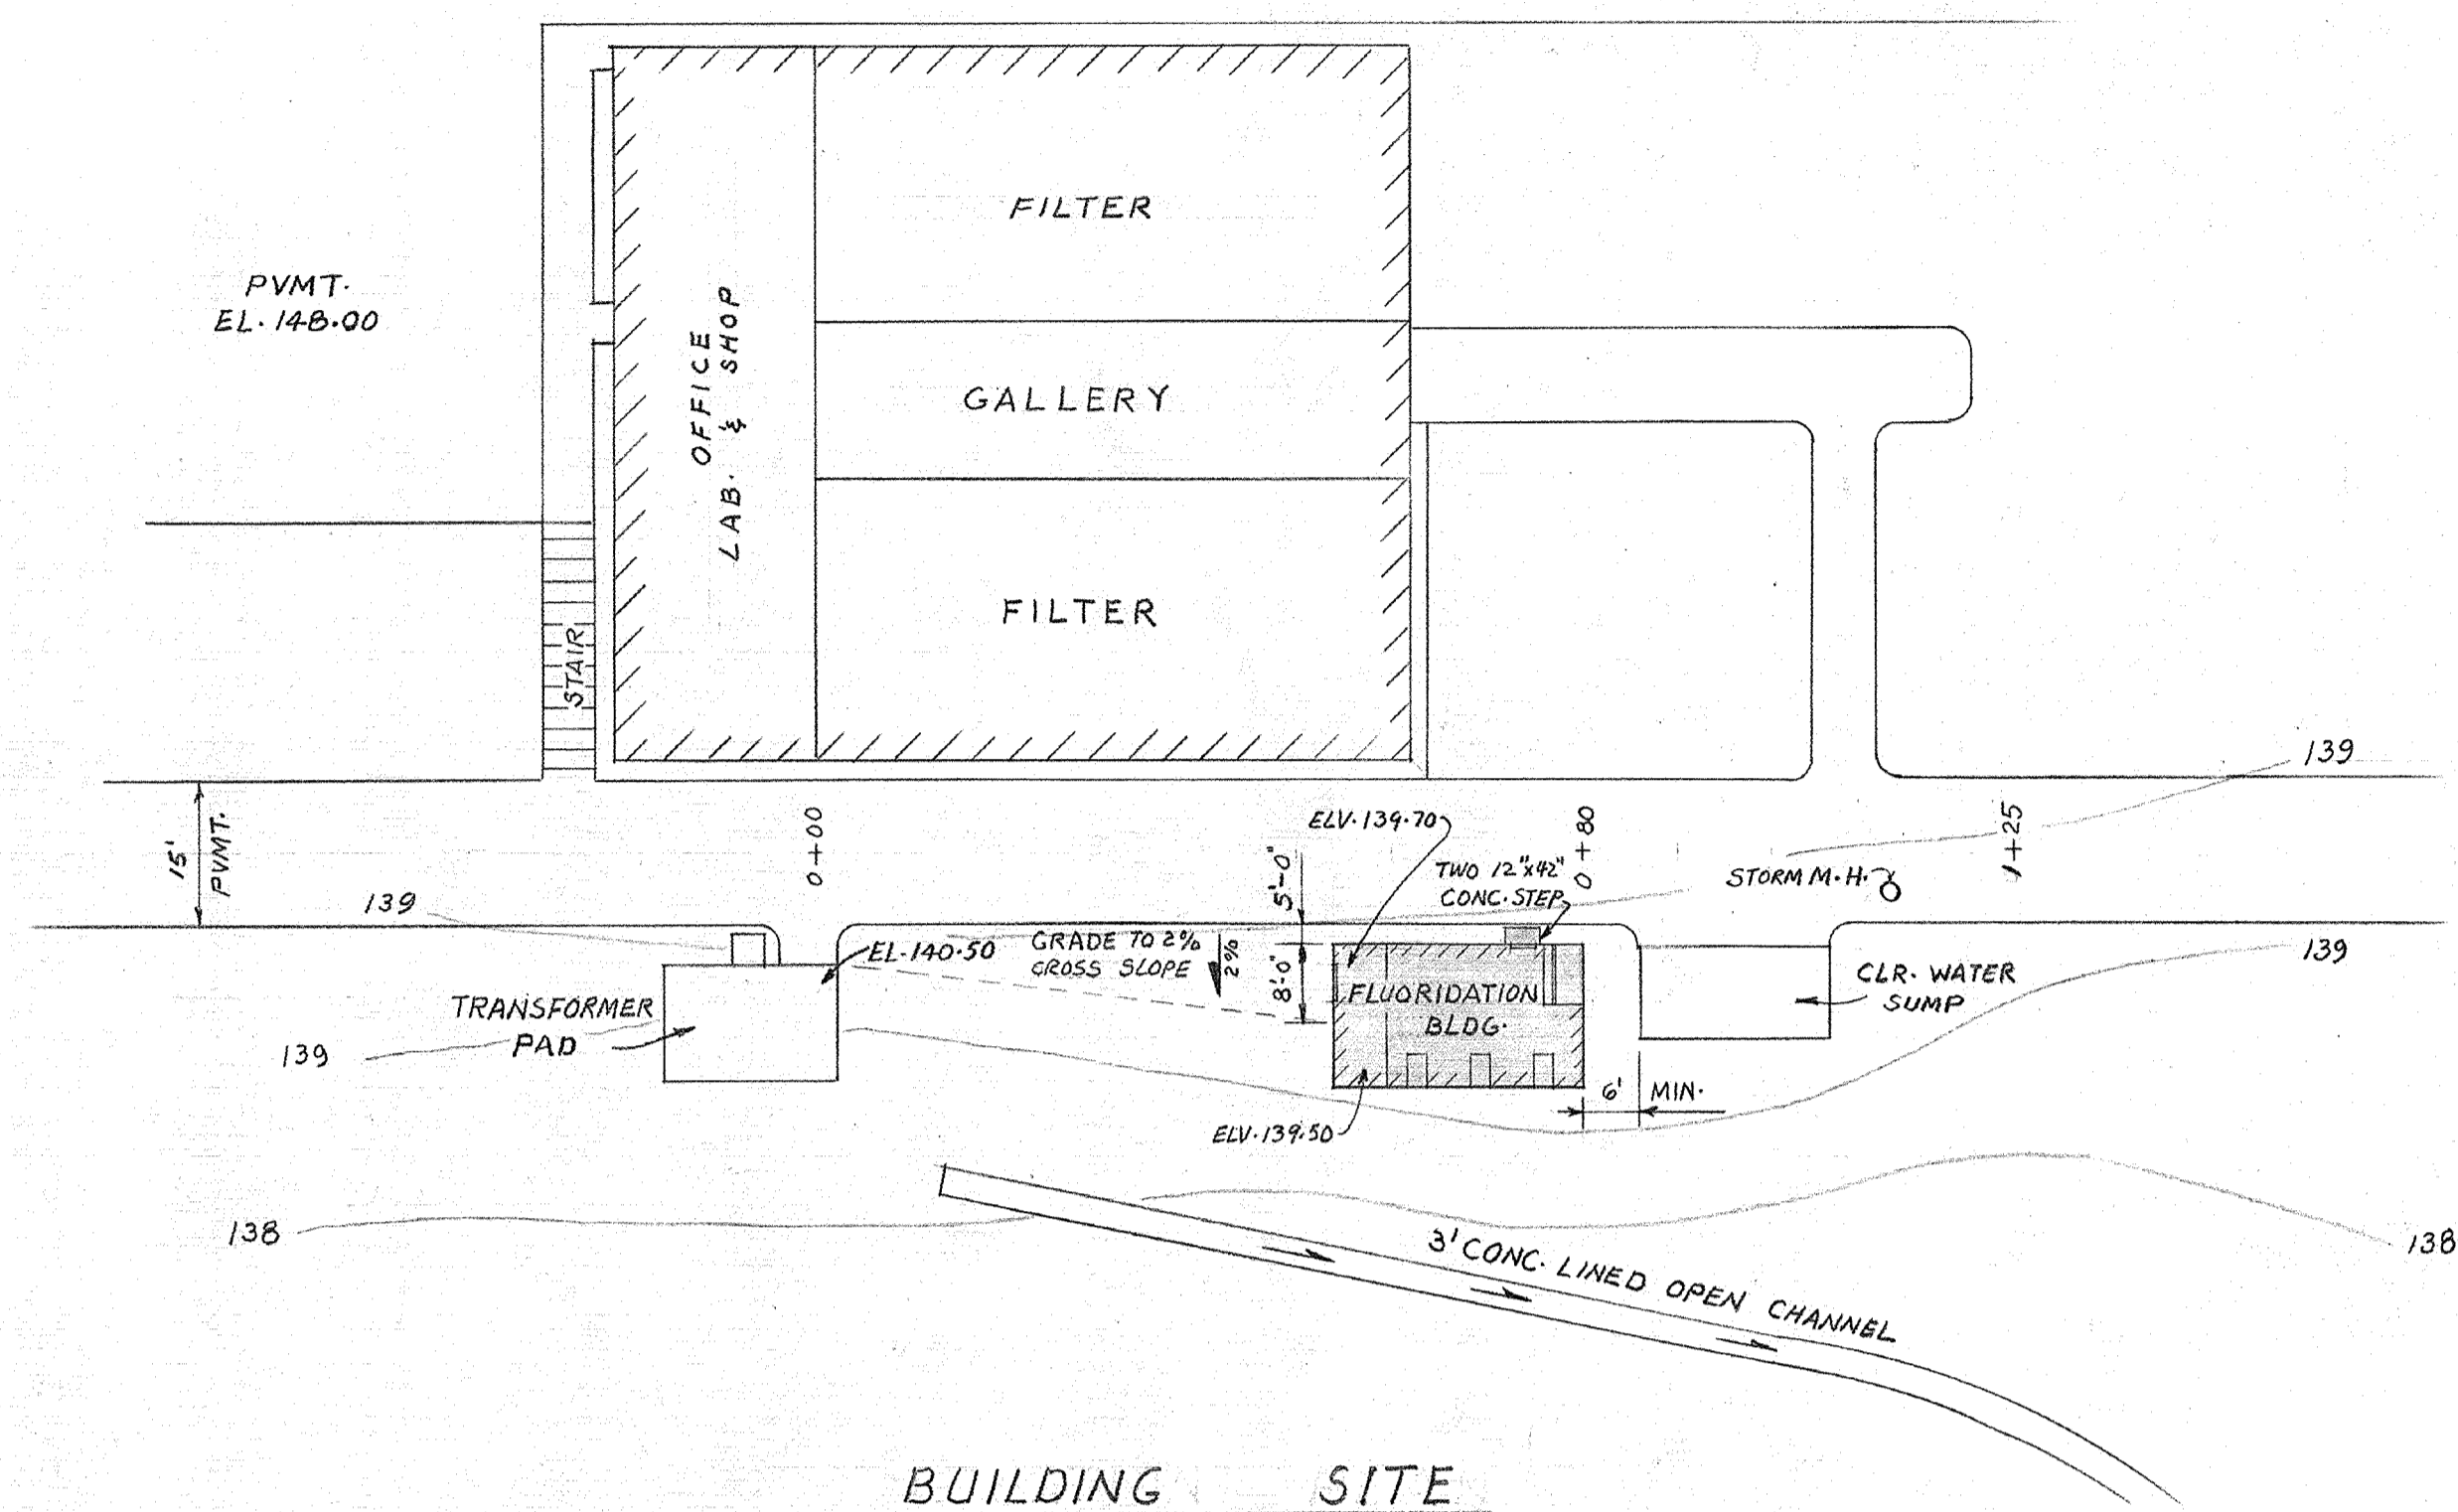 FILTER
PVMT.
EL. 148.00
OFFICE
LAB. & SHOP
GALLERY
FILTER
STAIR
139
15'
PVMT.
0+00
ELV. 139.70
0+80
1+25
5'-0"
TWO 12"x42"
CONC. STEP
STORM M.H.
139
EL. 140.50
GRADE TO 2%
CROSS SLOPE
2%
8'-0"
FLUORIDATION
BLDG.
CLR. WATER
SUMP
139
TRANSFORMER
PAD
139
6' MIN.
ELV. 139.50
138
3' CONC. LINED OPEN CHANNEL
138
BUILDING SITE